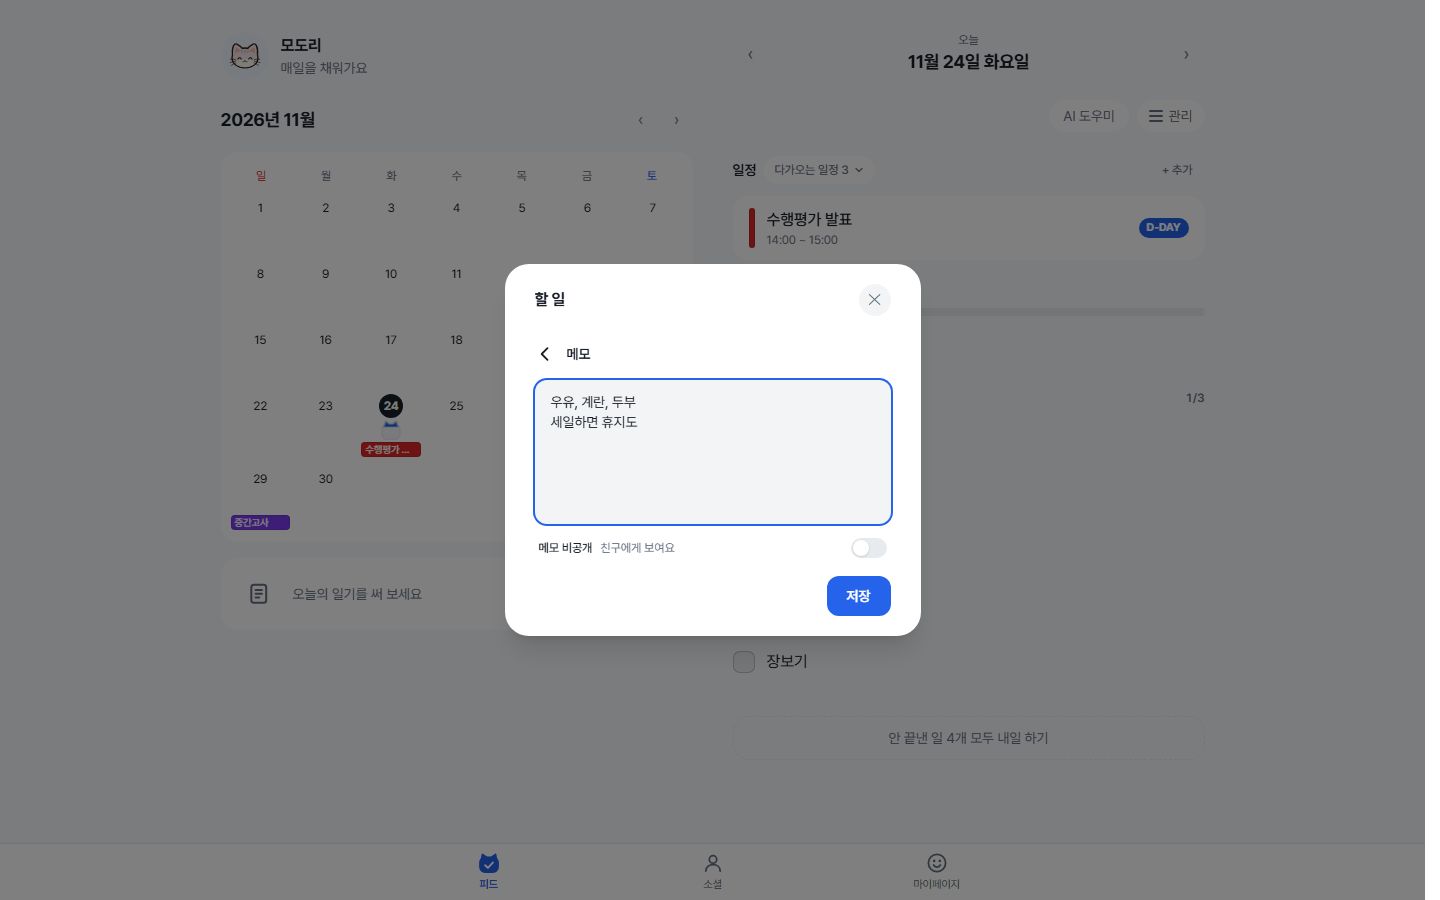 모도리
매일을 채워가요
오늘
11월 24일 화요일
2026년 11월
AI 도우미
관리
일 월 화 수 목 금 토
1 2 3 4 5 6 7
8 9 10 11
15 16 17 18
22 23 24 25
수행평가 ...
29 30
중간고사
오늘의 일기를 써 보세요
일정
다가오는 일정 3
+ 추가
수행평가 발표
14:00 – 15:00
D-DAY
1/3
할 일
메모
우유, 계란, 두부
세일하면 휴지도
메모 비공개 친구에게 보여요
저장
장보기
안 끝낸 일 4개 모두 내일 하기
피드
소셜
마이페이지